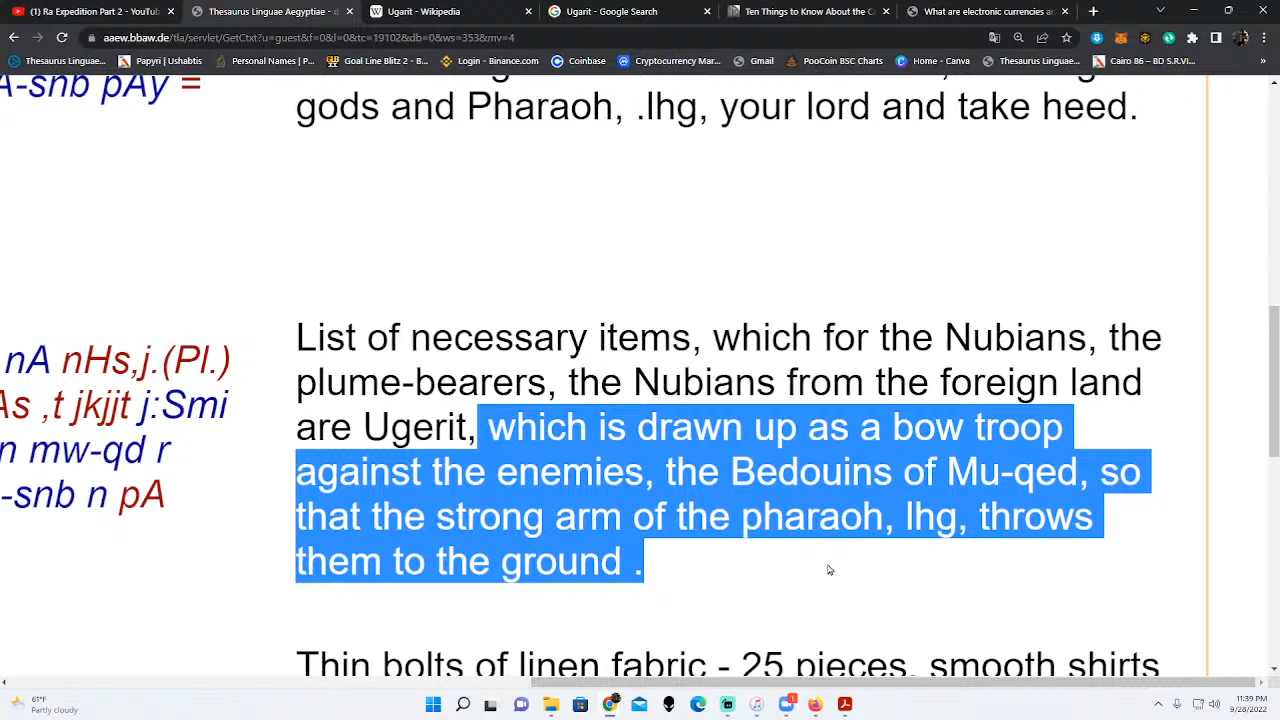 (1) Ra Expedition Part 2 - YouTub
Thesaurus Linguae Aegyptiae - d
Ugarit - Wikipedia
Ugarit - Google Search
Ten Things to Know About the C
What are electronic currencies a
aaew.bbaw.de/tla/servlet/GetCtxt?u=guest&f=0&l=0&tc=19102&db=0&ws=353&mv=4
Thesaurus Linguae...
Rpsyn | Ushabtis
Personal Names | P...
Goal Line Blitz - E...
Login - Binance.com
Coinbase
Cryptocurrency Mar...
Gmail
PooCoin BSC Charts
Home - Canva
Thesaurus Linguae...
Cairo bd. - BD S.RVI...
A-snb pAy =
gods and Pharaoh, .lhg, your lord and take heed.
nA nHs,j.(Pl.)
As ,t jkjjt j:Smi
n mw-qd r
-snb n pA
List of necessary items, which for the Nubians, the
plume-bearers, the Nubians from the foreign land
are Ugerit, which is drawn up as a bow troop
against the enemies, the Bedouins of Mu-qed, so
that the strong arm of the pharaoh, lhg, throws
them to the ground .
Thin bolts of linen fabric - 25 pieces, smooth shirts
61°F
Partly cloudy
1
11:39 PM
9/28/2022